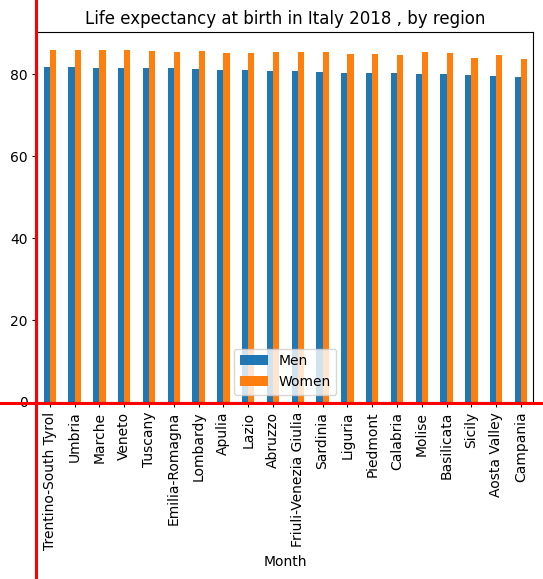 Life expectancy at birth in Italy 2018 , by region
80
60
40
20
0
Men
Women
Trentino-South Tyrol
Umbria
Marche
Veneto
Tuscany
Emilia-Romagna
Lombardy
Apulia
Lazio
Abruzzo
Friuli-Venezia Giulia
Sardinia
Liguria
Piedmont
Calabria
Molise
Basilicata
Sicily
Aosta Valley
Campania
Month